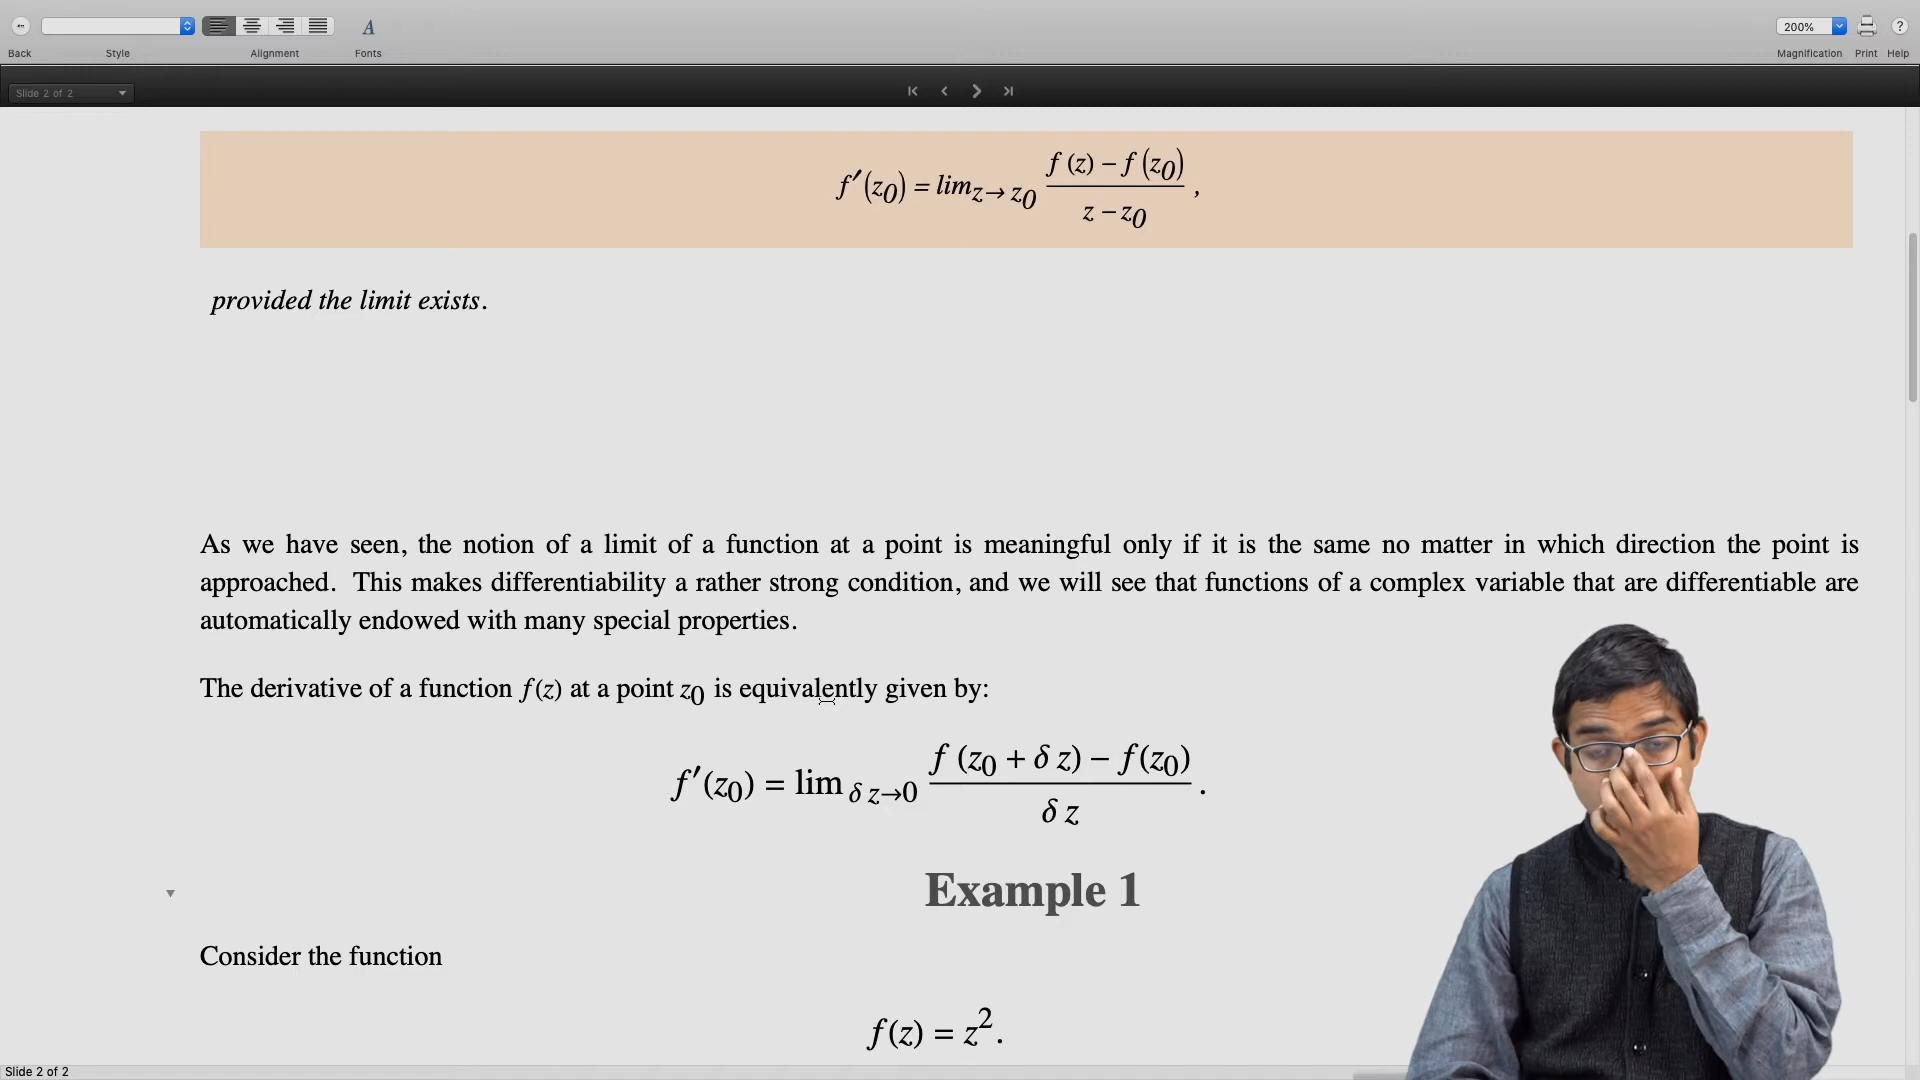 200%
Back Style Alignment Fonts Magnification Print Help
Slide 2 of 2
f′(z0) = lim z→z0 (f(z) − f(z0)) / (z − z0) ,
provided the limit exists.
As we have seen, the notion of a limit of a function at a point is meaningful only if it is the same no matter in which direction the point is
approached. This makes differentiability a rather strong condition, and we will see that functions of a complex variable that are differentiable are
automatically endowed with many special properties.
The derivative of a function f(z) at a point z0 is equivalently given by:
f′(z0) = lim δ z→0 (f (z0 + δ z) − f(z0)) / (δ z) .
Example 1
Consider the function
f(z) = z².
Slide 2 of 2